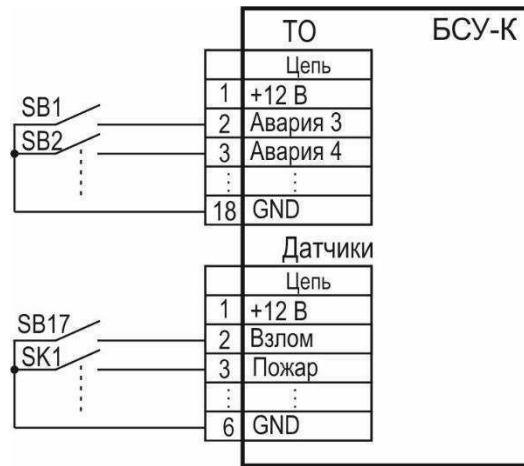 ТО БСУ-К
Цепь
1 +12 В
SB1
2 Авария 3
SB2
3 Авария 4
18 GND
Датчики
Цепь
1 +12 В
SB17
2 Взлом
SK1
3 Пожар
6 GND